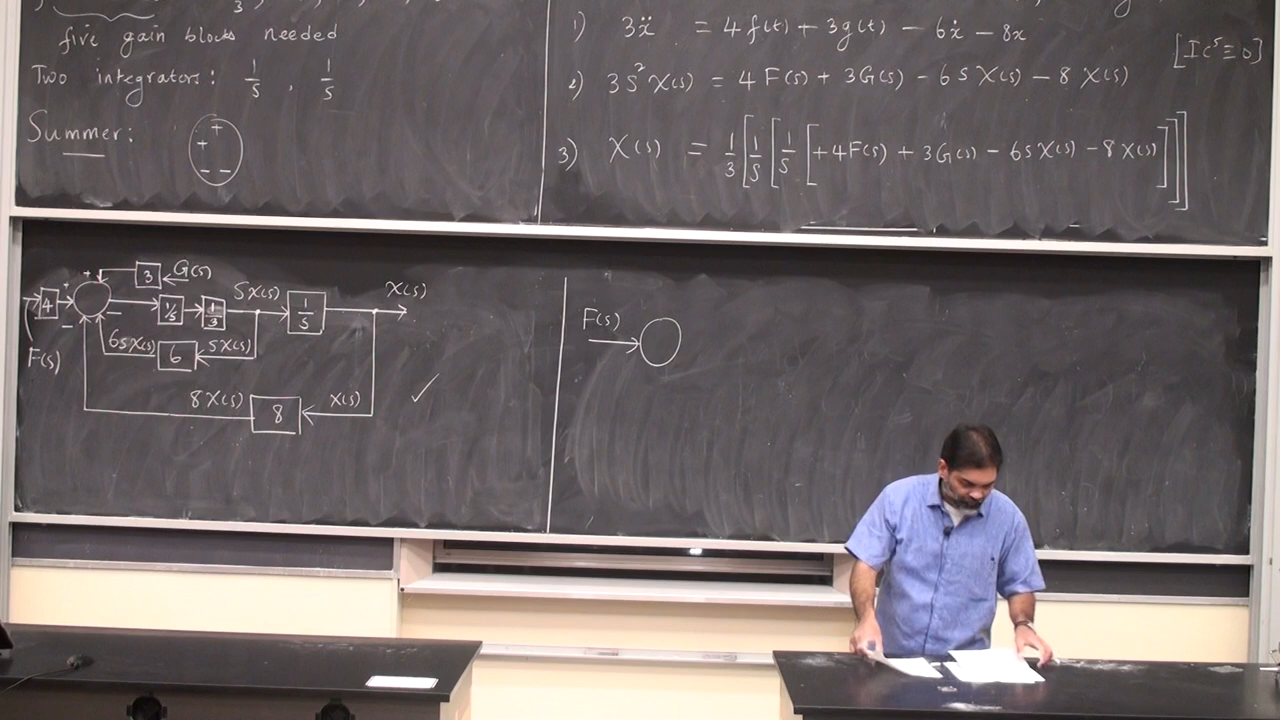 3
five gain blocks needed
Two integrators: 1/s , 1/s
Summer:
+
+
− −
1) 3ẍ = 4f(t) + 3g(t) − 6ẋ − 8x
[IC^s ≡ 0]
2) 3s²X(s) = 4F(s) + 3G(s) − 6sX(s) − 8X(s)
3) X(s) = 1/3[1/s[1/s[+4F(s) + 3G(s) − 6sX(s) − 8X(s)]]]
+ 3 G(s)
+ 4 − 1/s 1/3 sX(s) 1/s X(s)
− 6sX(s) 6 sX(s)
F(s)
8X(s) 8 X(s) ✓
F(s)